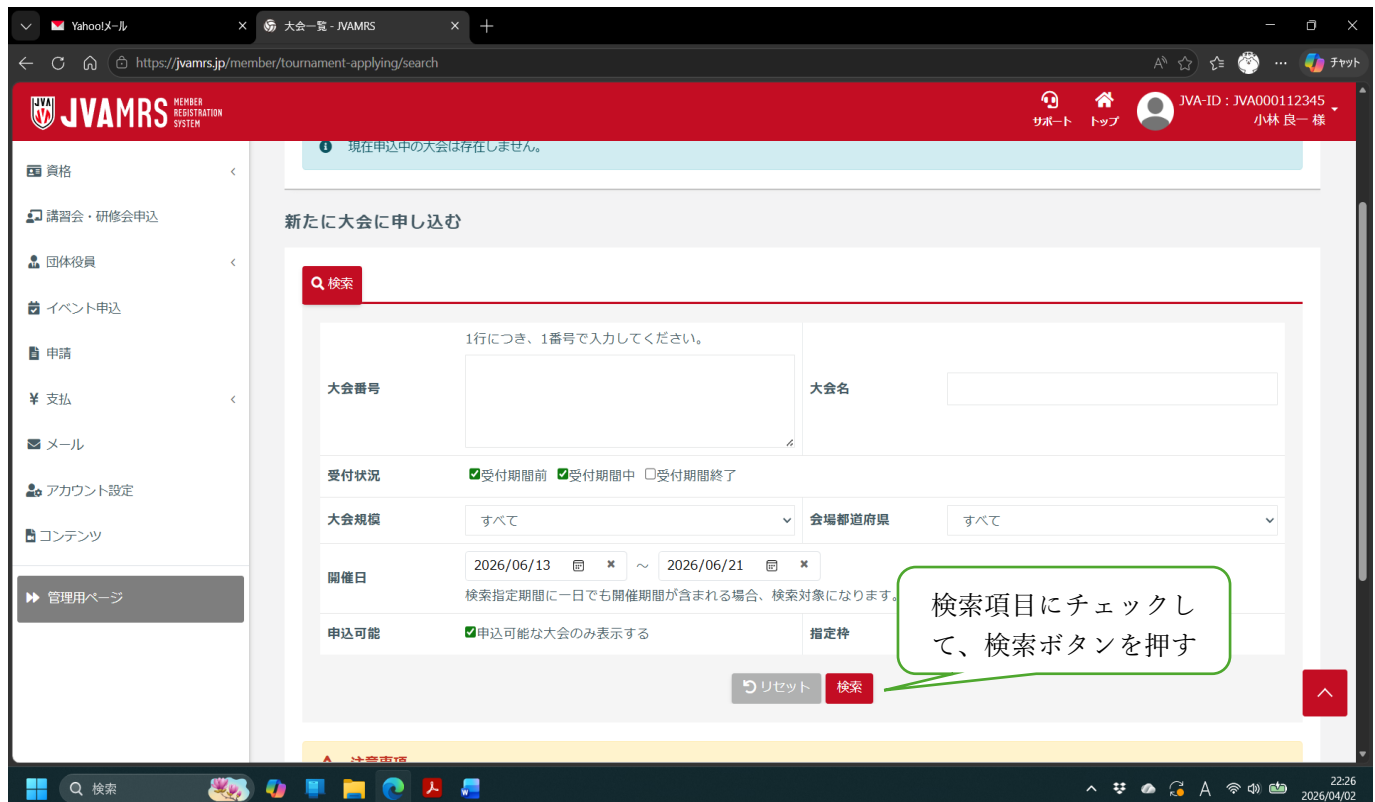 Yahoo!メール
大会一覧 - JVAMRS
https://jvamrs.jp/member/tournament-applying/search
チャット
JVA
JVAMRS MEMBER REGISTRATION SYSTEM
サポート
トップ
JVA-ID : JVA000112345
小林 良一 様
資格
講習会・研修会申込
団体役員
イベント申込
申請
支払
メール
アカウント設定
コンテンツ
管理用ページ
現在申込中の大会は存在しません。
新たに大会に申し込む
検索
1行につき、1番号で入力してください。
大会番号
大会名
受付状況 受付期間前 受付期間中 受付期間終了
大会規模 すべて 会場都道府県 すべて
開催日 2026/06/13 ～ 2026/06/21
検索指定期間に一日でも開催期間が含まれる場合、検索対象になります。
申込可能 申込可能な大会のみ表示する 指定枠
検索項目にチェックし
て、検索ボタンを押す
リセット 検索
注意事項
検索
22:26
2026/04/02